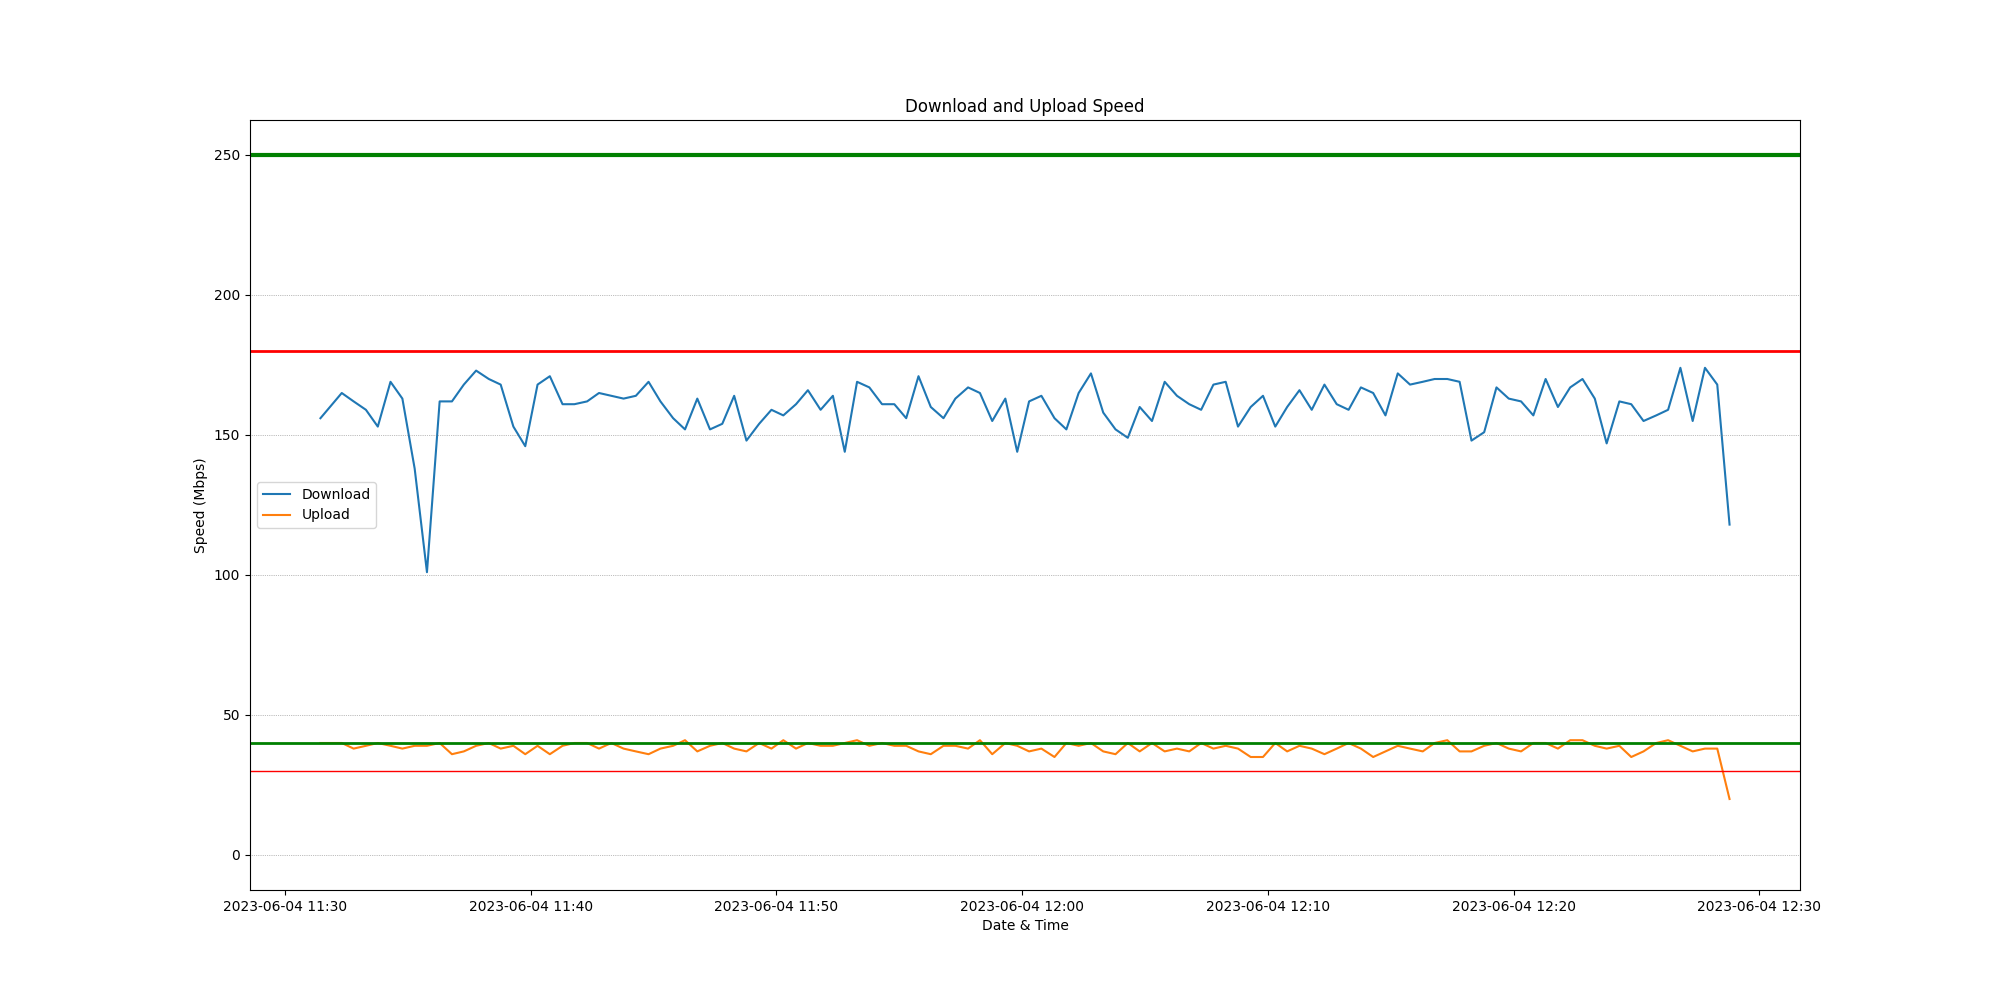 Download and Upload Speed
250
200
150
100
50
0
Speed (Mbps)
Download
Upload
2023-06-04 11:30
2023-06-04 11:40
2023-06-04 11:50
2023-06-04 12:00
2023-06-04 12:10
2023-06-04 12:20
2023-06-04 12:30
Date & Time